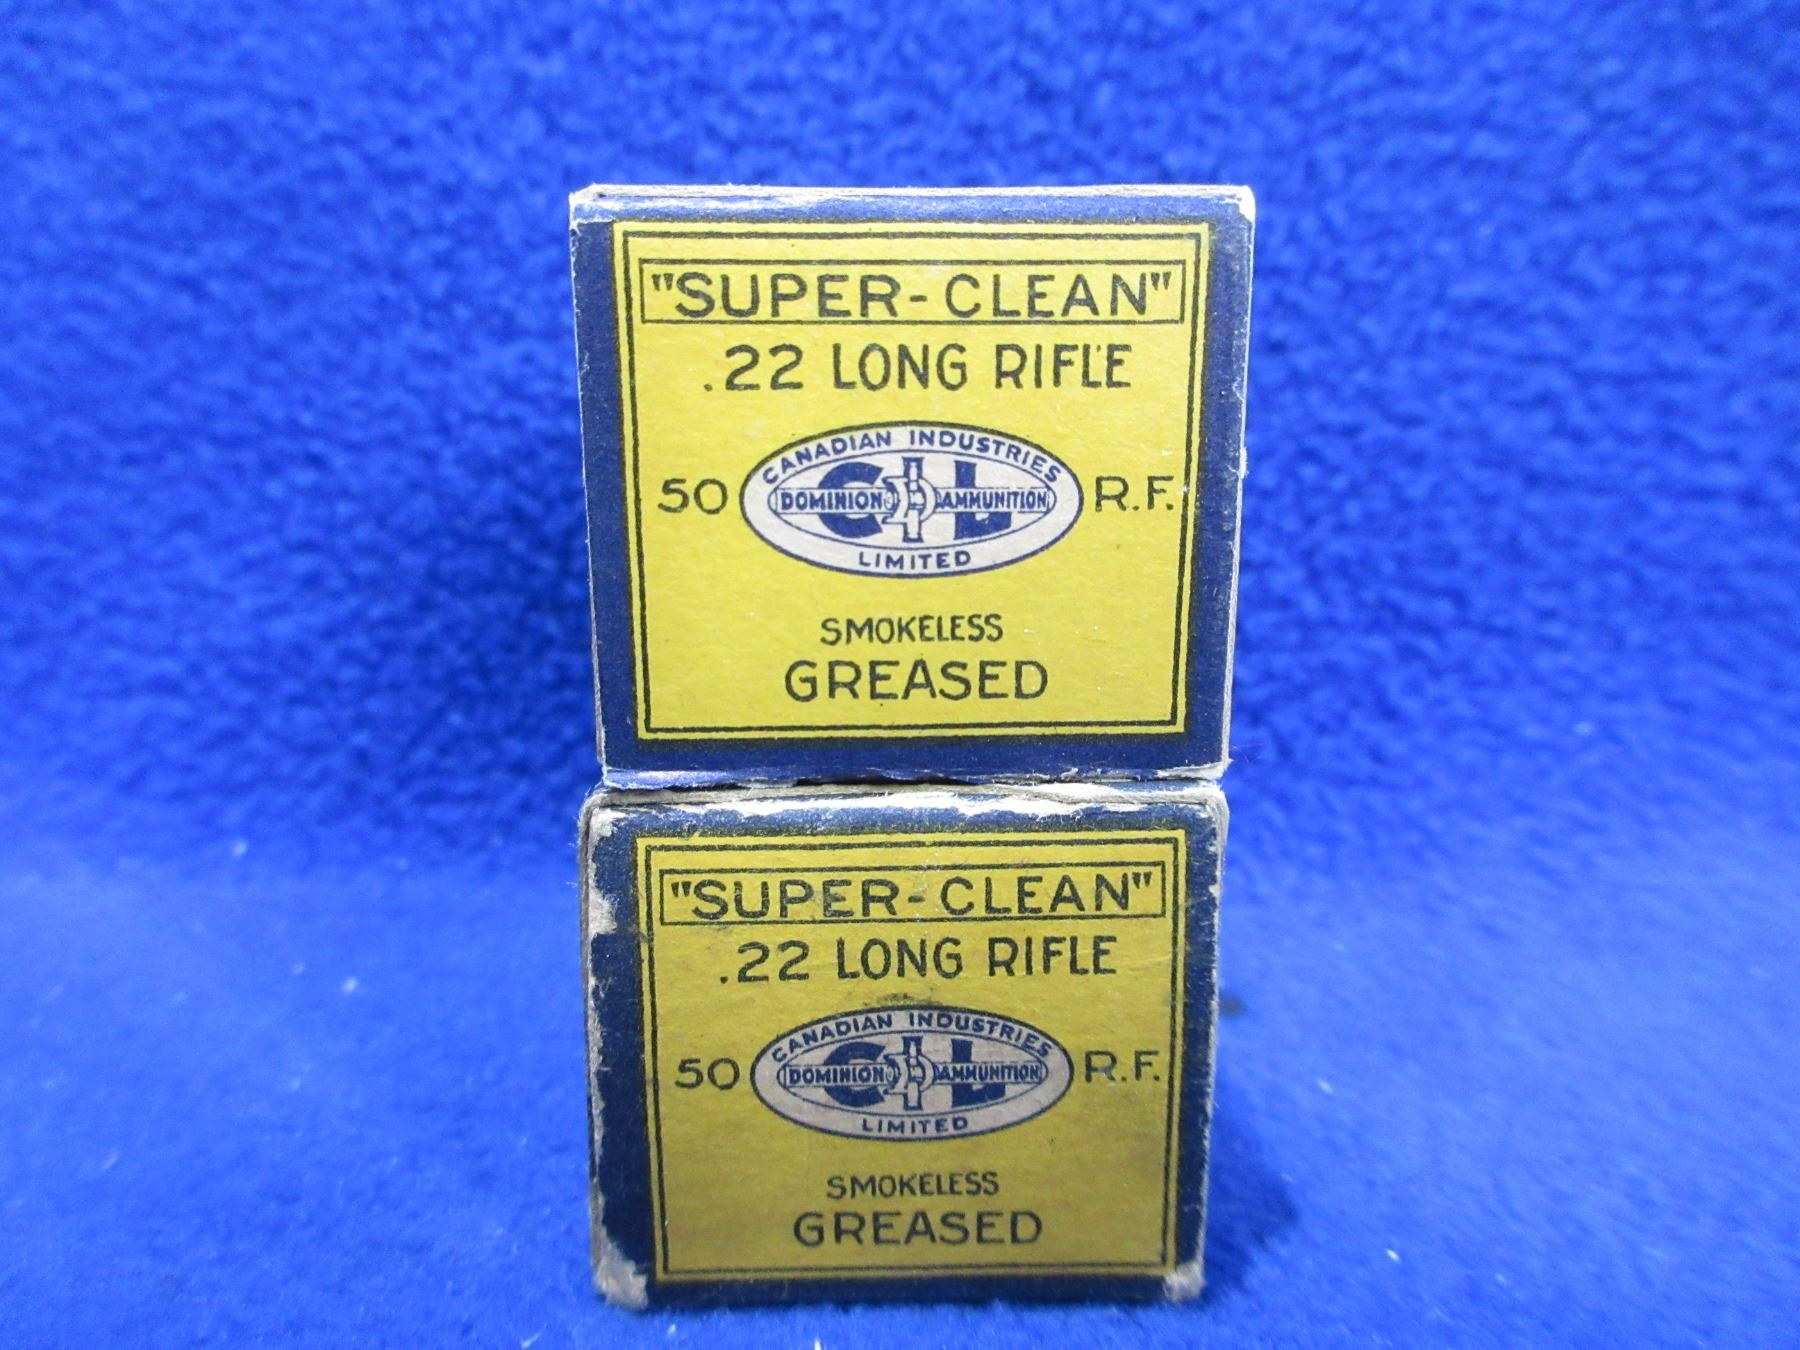 "SUPER-CLEAN"
.22 LONG RIFLE
CANADIAN INDUSTRIES
50 CIL R.F.
DOMINION AMMUNITION
LIMITED
SMOKELESS
GREASED
"SUPER-CLEAN"
.22 LONG RIFLE
CANADIAN INDUSTRIES
50 CIL R.F.
DOMINION AMMUNITION
LIMITED
SMOKELESS
GREASED